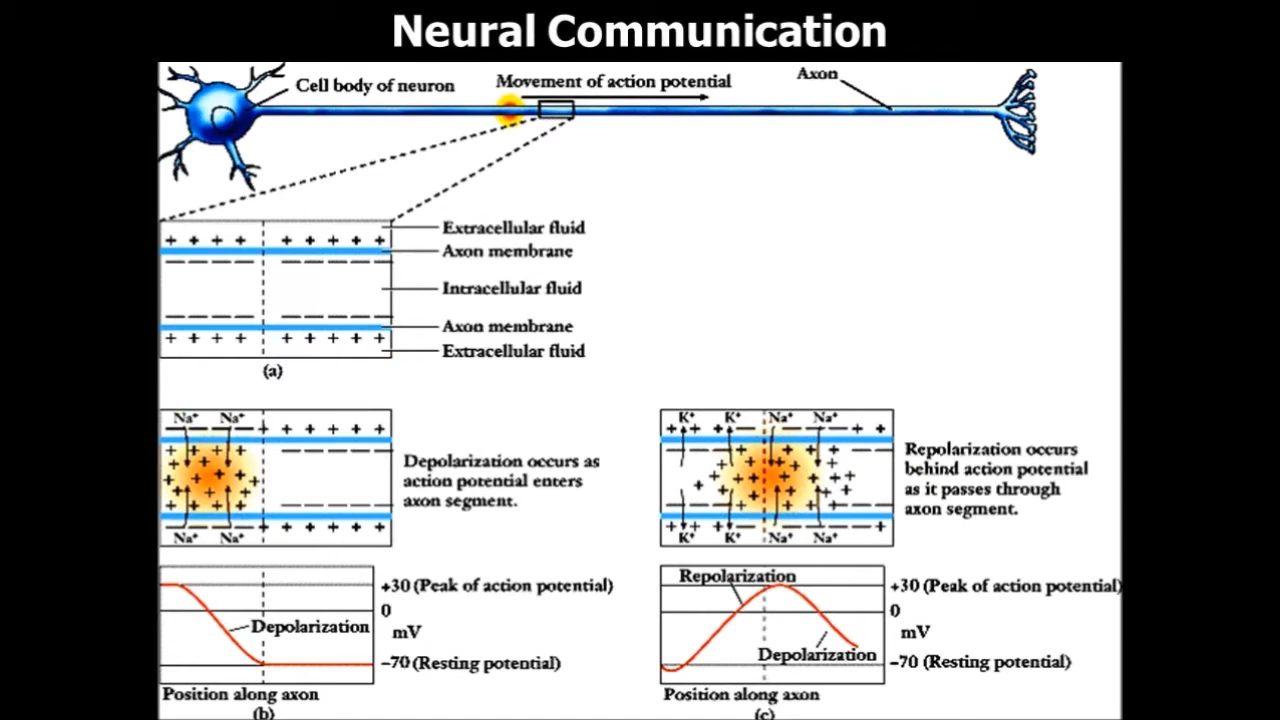 Neural Communication
Cell body of neuron
Movement of action potential
Axon
+ + + + + + + + +
Extracellular fluid
Axon membrane
Intracellular fluid
Axon membrane
+ + + + + + + + +
Extracellular fluid
(a)
Na+ Na+
Na+ Na+
Depolarization occurs as
action potential enters
axon segment.
K+ K+ Na+ Na+
K+ K+ Na+ Na+
Repolarization occurs
behind action potential
as it passes through
axon segment.
+30 (Peak of action potential)
0
Depolarization
mV
–70 (Resting potential)
Position along axon
(b)
Repolarization
+30 (Peak of action potential)
0
mV
Depolarization
–70 (Resting potential)
Position along axon
(c)